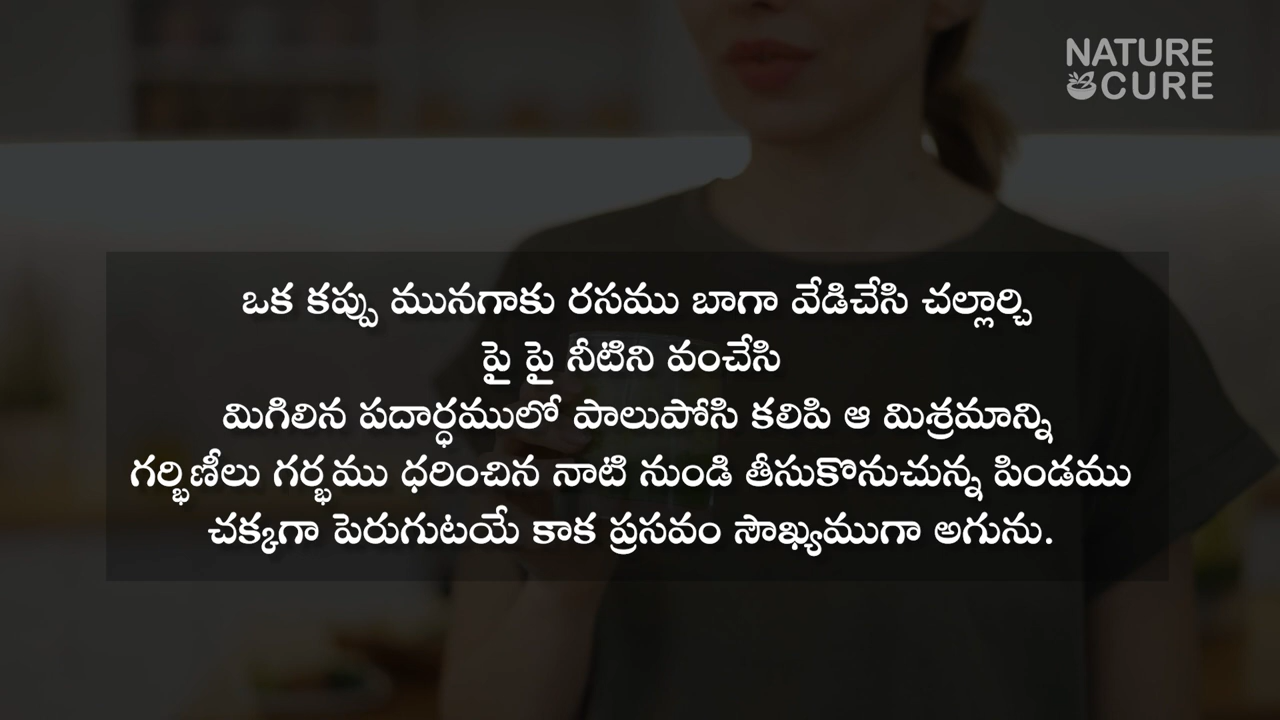 NATURE
CURE
ఒక కప్పు మునగాకు రసము బాగా వేడిచేసి చల్లార్చి
పై పై నీటిని వంచేసి
మిగిలిన పదార్ధములో పాలుపోసి కలిపి ఆ మిశ్రమాన్ని
గర్భిణీలు గర్భము ధరించిన నాటి నుండి తీసుకొనుచున్న పిండము
చక్కగా పెరుగుటయే కాక ప్రసవం సౌఖ్యముగా అగును.